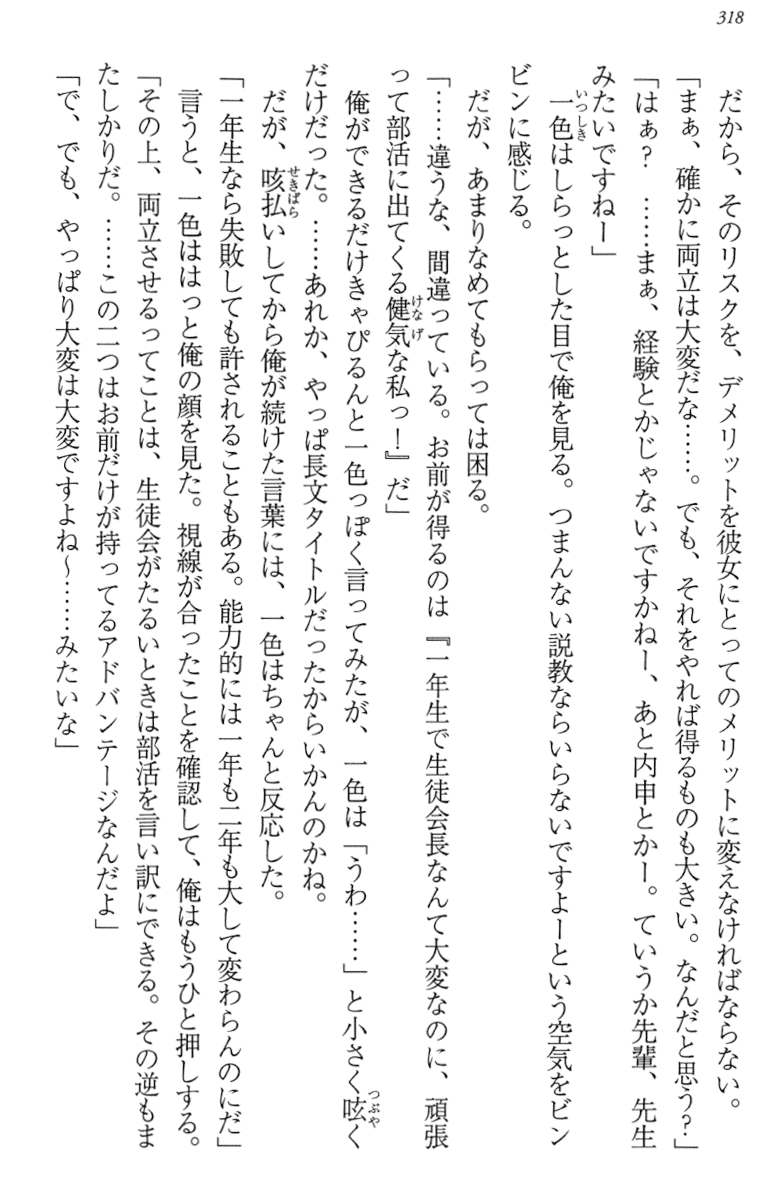 318
だから、そのリスクを、デメリットを彼女にとってのメリットに変えなければならない。
「まぁ、確かに両立は大変だな……。でも、それをやれば得るものも大きい。なんだと思う?」
「はぁ?　……まぁ、経験とかじゃないですかねー、あと内申とかー。ていうか先輩、先生
みたいですねー」
一色はしらっとした目で俺を見る。つまんない説教ならいらないですよーという空気をビン
ビンに感じる。
だが、あまりなめてもらっては困る。
「……違うな、間違っている。お前が得るのは『一年生で生徒会長なんて大変なのに、頑張
って部活に出てくる健気な私っ!』だ」
俺ができるだけきゃぴるんと一色っぽく言ってみたが、一色は「うわ……」と小さく呟く
だけだった。……あれか、やっぱ長文タイトルだったからいかんのかね。
だが、咳払いしてから俺が続けた言葉には、一色はちゃんと反応した。
「一年生なら失敗しても許されることもある。能力的には一年も二年も大して変わらんのにだ」
言うと、一色ははっと俺の顔を見た。視線が合ったことを確認して、俺はもうひと押しする。
「その上、両立させるってことは、生徒会がたるいときは部活を言い訳にできる。その逆もま
たしかりだ。……この二つはお前だけが持ってるアドバンテージなんだよ」
「で、でも、やっぱり大変は大変ですよね〜……みたいな」